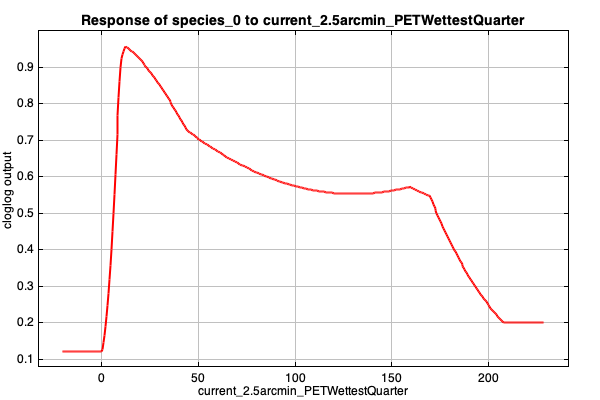 Response of species_0 to current_2.5arcmin_PETWettestQuarter
cloglog output
0.9
0.8
0.7
0.6
0.5
0.4
0.3
0.2
0.1
0 50 100 150 200
current_2.5arcmin_PETWettestQuarter